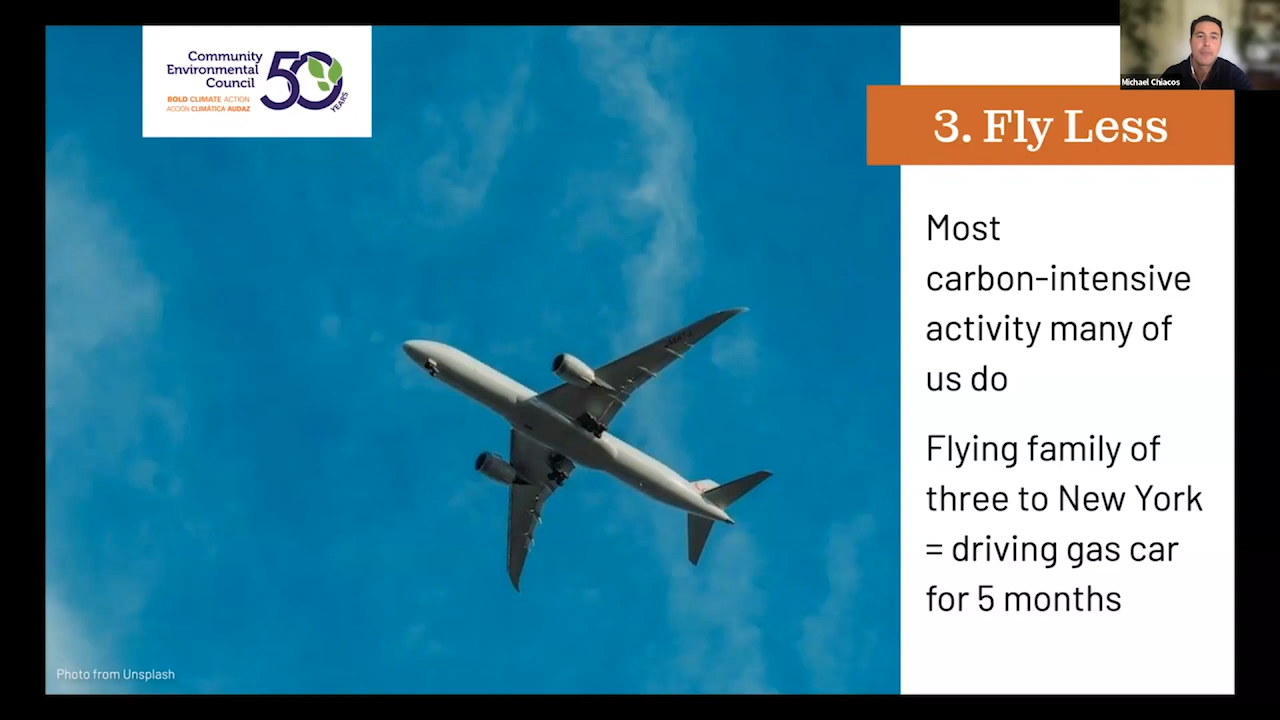 Community
Environmental
Council
BOLD CLIMATE ACTION
ACCIÓN CLIMÁTICA AUDAZ
50
YEARS
Michael Chiacos
3. Fly Less
Most
carbon-intensive
activity many of
us do
Flying family of
three to New York
= driving gas car
for 5 months
Photo from Unsplash